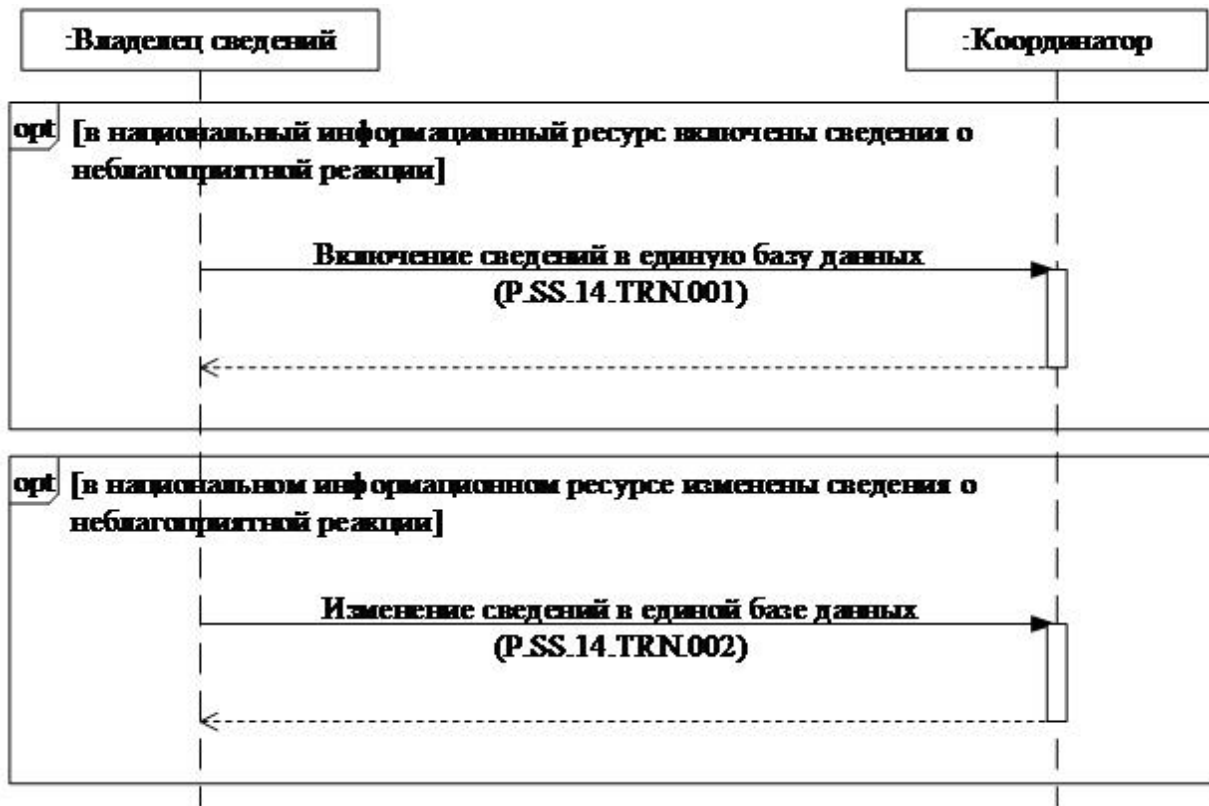 :Владелец сведений
:Координатор
opt [в национальный информационный ресурс включены сведения о
неблагоприятной реакции]
Включение сведений в единую базу данных
(P.SS.14.TRN.001)
opt [в национальном информационном ресурсе изменены сведения о
неблагоприятной реакции]
Изменение сведений в единой базе данных
(P.SS.14.TRN.002)